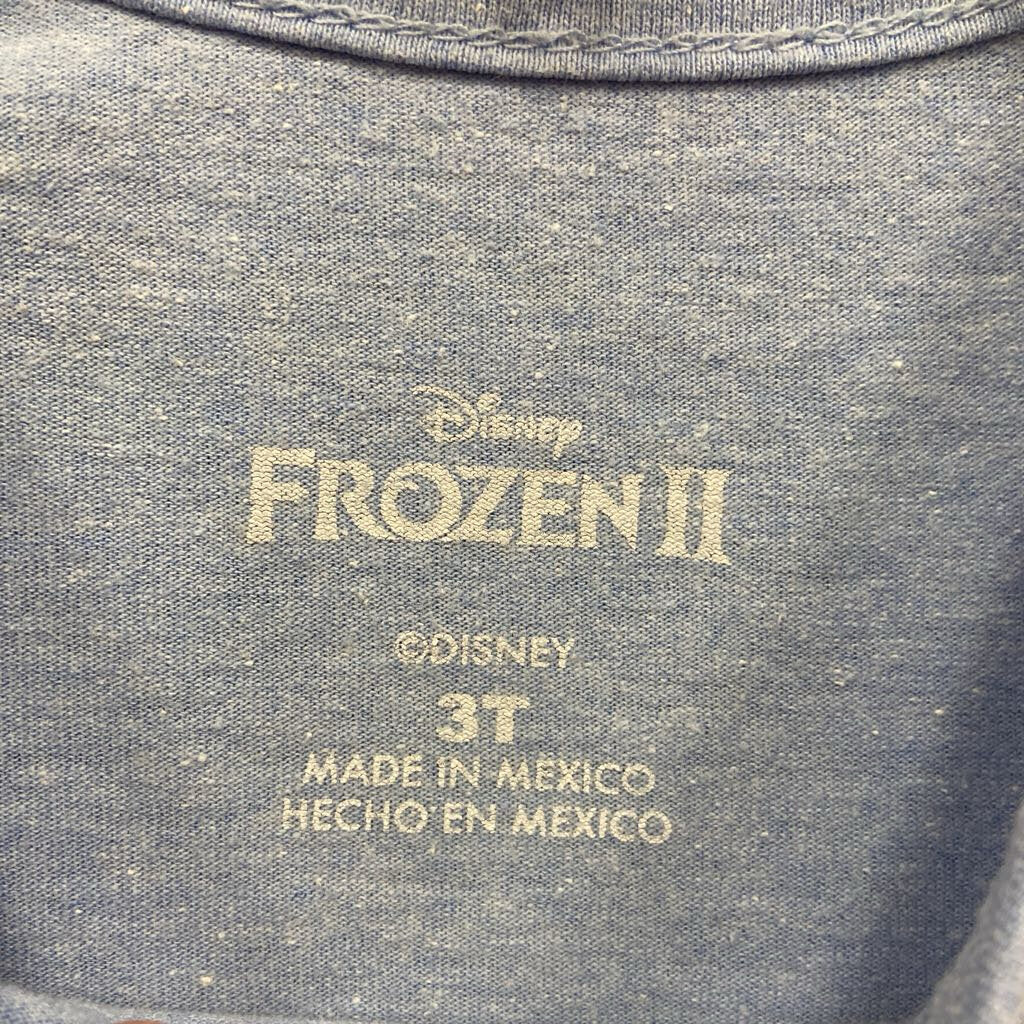 Disney
FROZEN II
©DISNEY
3T
MADE IN MEXICO
HECHO EN MEXICO